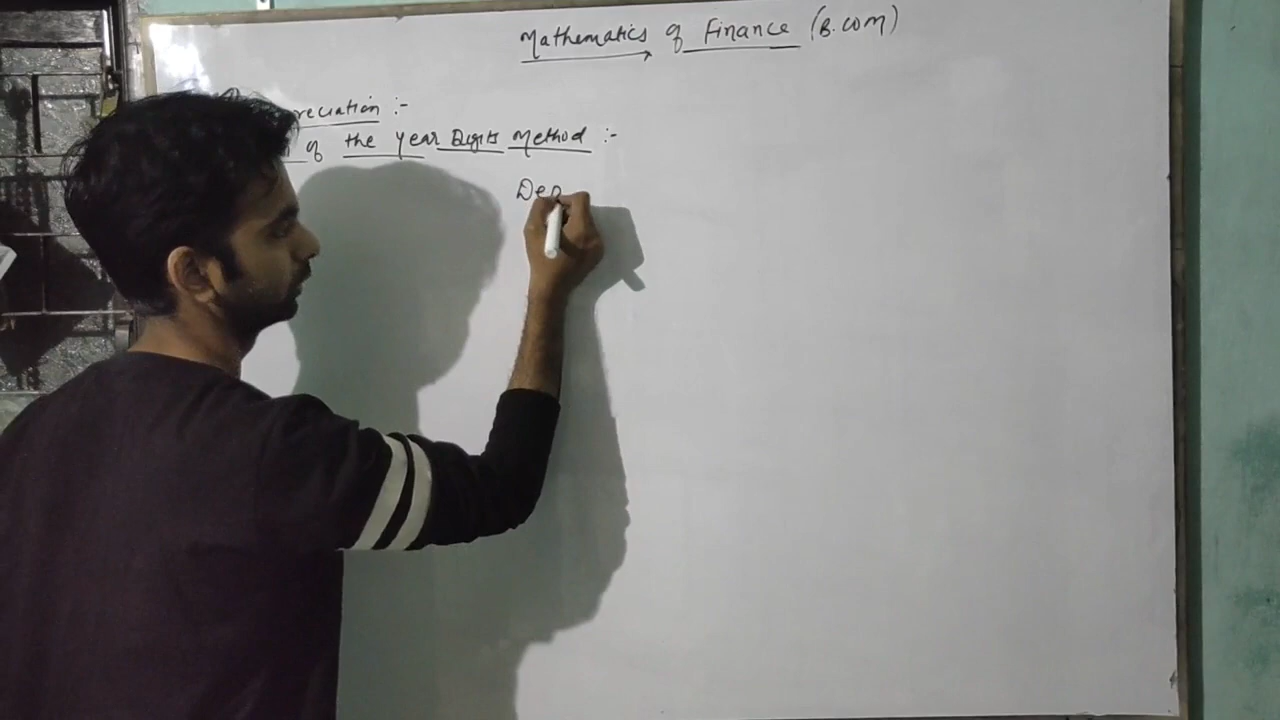 Mathematics of Finance (B.COM)
reciation :-
of the Year Digits Method :-
Dep